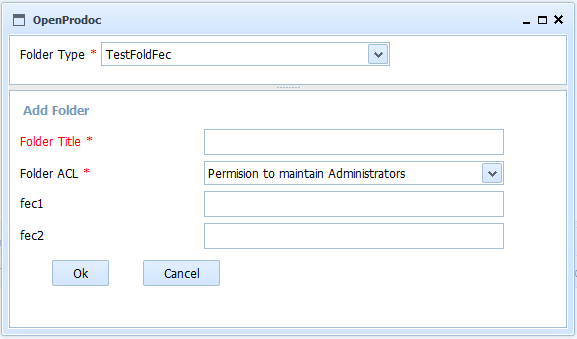 OpenProdoc
Folder Type * TestFoldFec
Add Folder
Folder Title *
Folder ACL * Permision to maintain Administrators
fec1
fec2
Ok Cancel